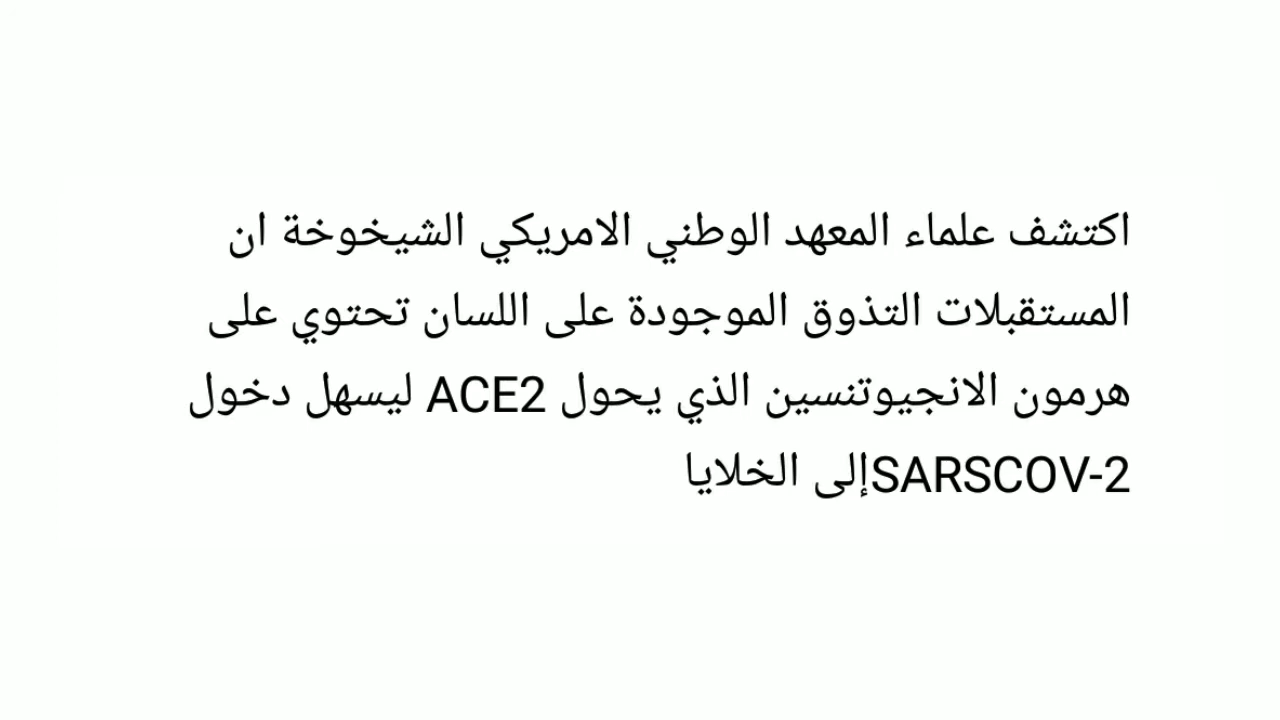 اكتشف علماء المعهد الوطني الامريكي الشيخوخة ان
المستقبلات التذوق الموجودة على اللسان تحتوي على
هرمون الانجيوتنسين الذي يحول ACE2 ليسهل دخول
SARSCOV-2إلى الخلايا